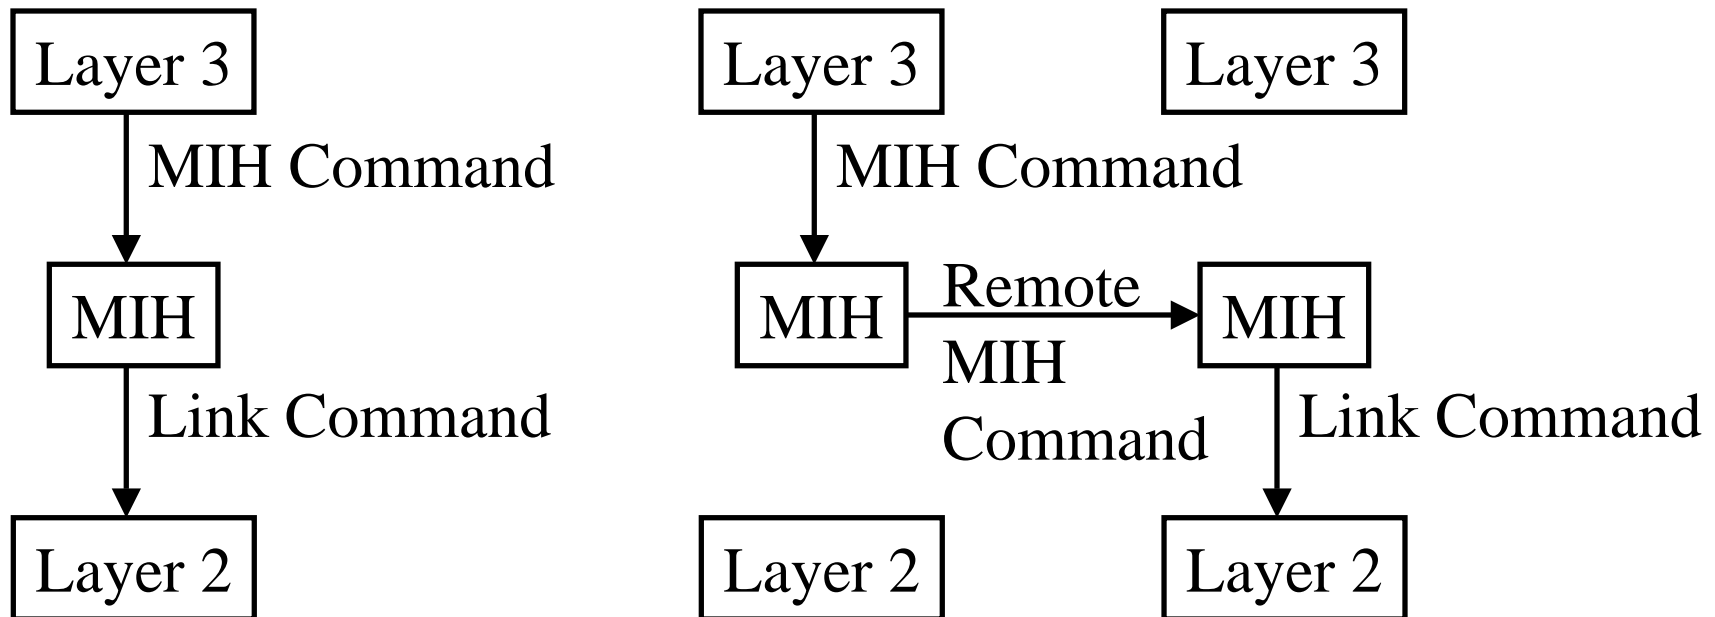 Layer 3
Layer 3
Layer 3
MIH Command
MIH Command
MIH
MIH
Remote
MIH
Command
MIH
Link Command
Link Command
Layer 2
Layer 2
Layer 2